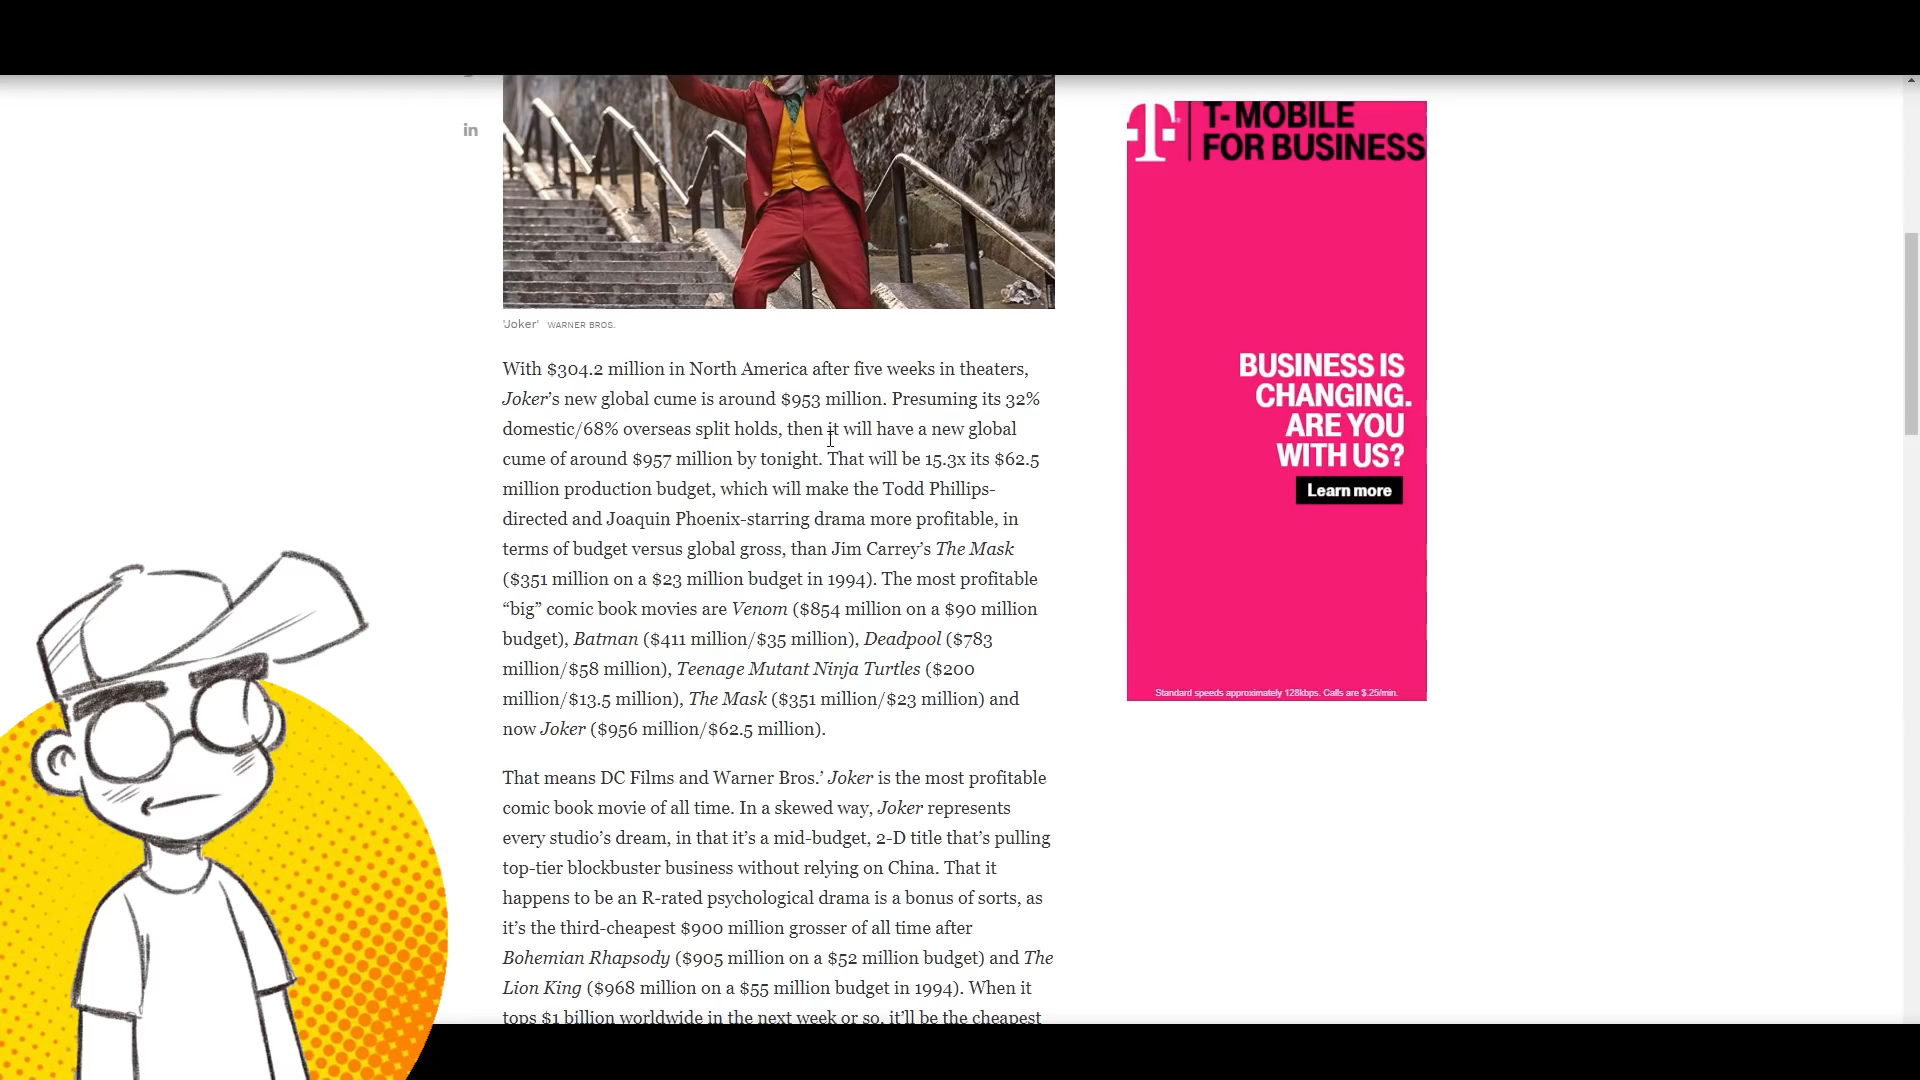 in
'Joker' WARNER BROS.
With $304.2 million in North America after five weeks in theaters,
Joker's new global cume is around $953 million. Presuming its 32%
domestic/68% overseas split holds, then it will have a new global
cume of around $957 million by tonight. That will be 15.3x its $62.5
million production budget, which will make the Todd Phillips-
directed and Joaquin Phoenix-starring drama more profitable, in
terms of budget versus global gross, than Jim Carrey's The Mask
($351 million on a $23 million budget in 1994). The most profitable
“big” comic book movies are Venom ($854 million on a $90 million
budget), Batman ($411 million/$35 million), Deadpool ($783
million/$58 million), Teenage Mutant Ninja Turtles ($200
million/$13.5 million), The Mask ($351 million/$23 million) and
now Joker ($956 million/$62.5 million).
That means DC Films and Warner Bros.' Joker is the most profitable
comic book movie of all time. In a skewed way, Joker represents
every studio's dream, in that it's a mid-budget, 2-D title that's pulling
top-tier blockbuster business without relying on China. That it
happens to be an R-rated psychological drama is a bonus of sorts, as
it's the third-cheapest $900 million grosser of all time after
Bohemian Rhapsody ($905 million on a $52 million budget) and The
Lion King ($968 million on a $55 million budget in 1994). When it
tops $1 billion worldwide in the next week or so, it'll be the cheapest
T
T-MOBILE
FOR BUSINESS
BUSINESS IS
CHANGING.
ARE YOU
WITH US?
Learn more
Standard speeds approximately 128kbps. Calls are $.25/min.